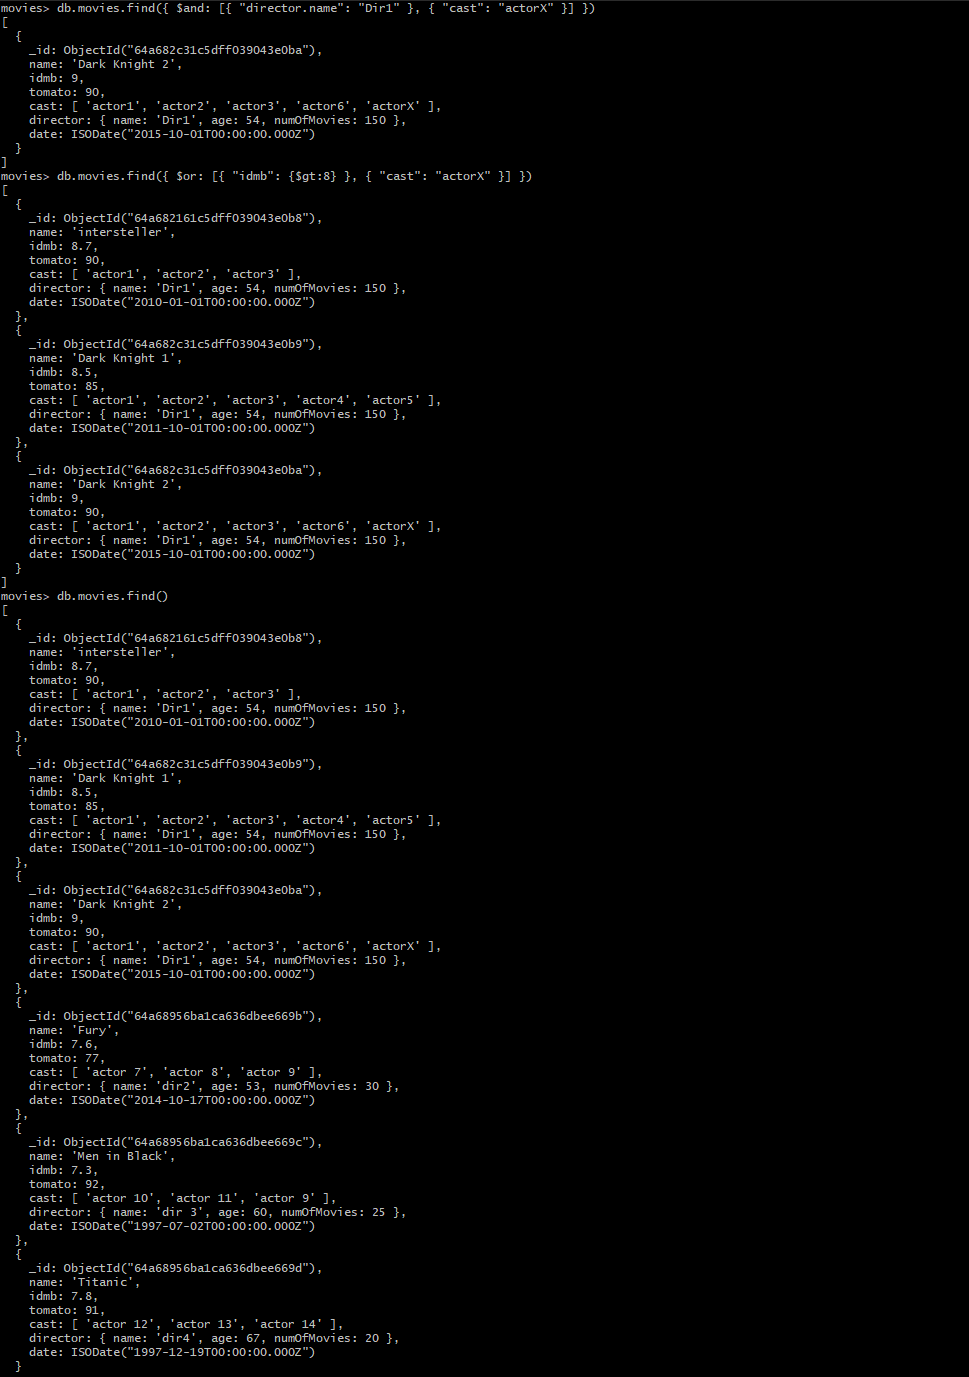 movies> db.movies.find({ $and: [{ "director.name": "Dir1" }, { "cast": "actorX" }] })
[
  {
    _id: ObjectId("64a682c31c5dff039043e0ba"),
    name: 'Dark Knight 2',
    idmb: 9,
    tomato: 90,
    cast: [ 'actor1', 'actor2', 'actor3', 'actor6', 'actorX' ],
    director: { name: 'Dir1', age: 54, numOfMovies: 150 },
    date: ISODate("2015-10-01T00:00:00.000Z")
  }
]
movies> db.movies.find({ $or: [{ "idmb": {$gt:8} }, { "cast": "actorX" }] })
[
  {
    _id: ObjectId("64a682161c5dff039043e0b8"),
    name: 'intersteller',
    idmb: 8.7,
    tomato: 90,
    cast: [ 'actor1', 'actor2', 'actor3' ],
    director: { name: 'Dir1', age: 54, numOfMovies: 150 },
    date: ISODate("2010-01-01T00:00:00.000Z")
  },
  {
    _id: ObjectId("64a682c31c5dff039043e0b9"),
    name: 'Dark Knight 1',
    idmb: 8.5,
    tomato: 85,
    cast: [ 'actor1', 'actor2', 'actor3', 'actor4', 'actor5' ],
    director: { name: 'Dir1', age: 54, numOfMovies: 150 },
    date: ISODate("2011-10-01T00:00:00.000Z")
  },
  {
    _id: ObjectId("64a682c31c5dff039043e0ba"),
    name: 'Dark Knight 2',
    idmb: 9,
    tomato: 90,
    cast: [ 'actor1', 'actor2', 'actor3', 'actor6', 'actorX' ],
    director: { name: 'Dir1', age: 54, numOfMovies: 150 },
    date: ISODate("2015-10-01T00:00:00.000Z")
  }
]
movies> db.movies.find()
[
  {
    _id: ObjectId("64a682161c5dff039043e0b8"),
    name: 'intersteller',
    idmb: 8.7,
    tomato: 90,
    cast: [ 'actor1', 'actor2', 'actor3' ],
    director: { name: 'Dir1', age: 54, numOfMovies: 150 },
    date: ISODate("2010-01-01T00:00:00.000Z")
  },
  {
    _id: ObjectId("64a682c31c5dff039043e0b9"),
    name: 'Dark Knight 1',
    idmb: 8.5,
    tomato: 85,
    cast: [ 'actor1', 'actor2', 'actor3', 'actor4', 'actor5' ],
    director: { name: 'Dir1', age: 54, numOfMovies: 150 },
    date: ISODate("2011-10-01T00:00:00.000Z")
  },
  {
    _id: ObjectId("64a682c31c5dff039043e0ba"),
    name: 'Dark Knight 2',
    idmb: 9,
    tomato: 90,
    cast: [ 'actor1', 'actor2', 'actor3', 'actor6', 'actorX' ],
    director: { name: 'Dir1', age: 54, numOfMovies: 150 },
    date: ISODate("2015-10-01T00:00:00.000Z")
  },
  {
    _id: ObjectId("64a68956ba1ca636dbee669b"),
    name: 'Fury',
    idmb: 7.6,
    tomato: 77,
    cast: [ 'actor 7', 'actor 8', 'actor 9' ],
    director: { name: 'dir2', age: 53, numOfMovies: 30 },
    date: ISODate("2014-10-17T00:00:00.000Z")
  },
  {
    _id: ObjectId("64a68956ba1ca636dbee669c"),
    name: 'Men in Black',
    idmb: 7.3,
    tomato: 92,
    cast: [ 'actor 10', 'actor 11', 'actor 9' ],
    director: { name: 'dir 3', age: 60, numOfMovies: 25 },
    date: ISODate("1997-07-02T00:00:00.000Z")
  },
  {
    _id: ObjectId("64a68956ba1ca636dbee669d"),
    name: 'Titanic',
    idmb: 7.8,
    tomato: 91,
    cast: [ 'actor 12', 'actor 13', 'actor 14' ],
    director: { name: 'dir4', age: 67, numOfMovies: 20 },
    date: ISODate("1997-12-19T00:00:00.000Z")
  }